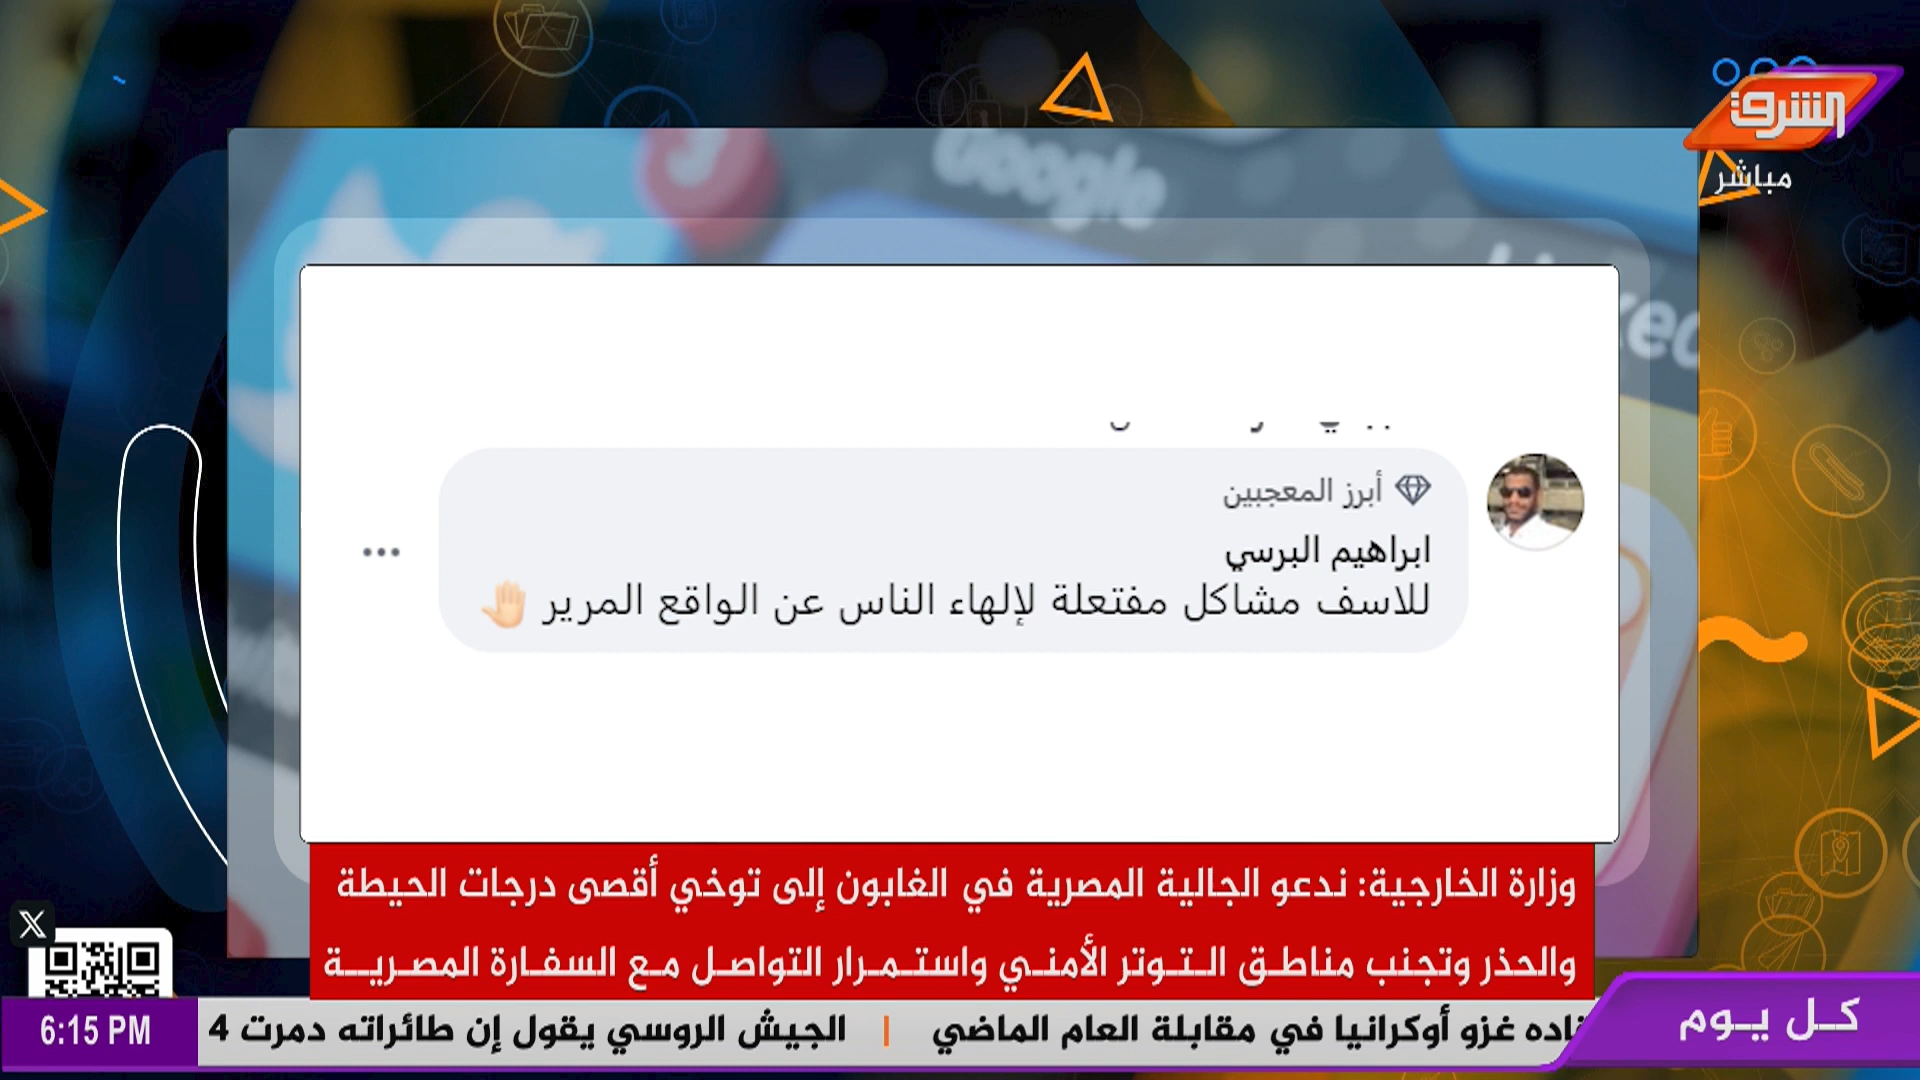 الشرق
مباشر
Google
أبرز المعجبين
ابراهيم البرسي
للاسف مشاكل مفتعلة لإلهاء الناس عن الواقع المرير 🤚🏻
وزارة الخارجية: ندعو الجالية المصرية في الغابون إلى توخي أقصى درجات الحيطة
والحذر وتجنب مناطق التوتر الأمني واستمرار التواصل مع السفارة المصرية
كل يوم
غزو أوكرانيا في مقابلة العام الماضي | الجيش الروسي يقول إن طائراته دمرت 4
6:15 PM